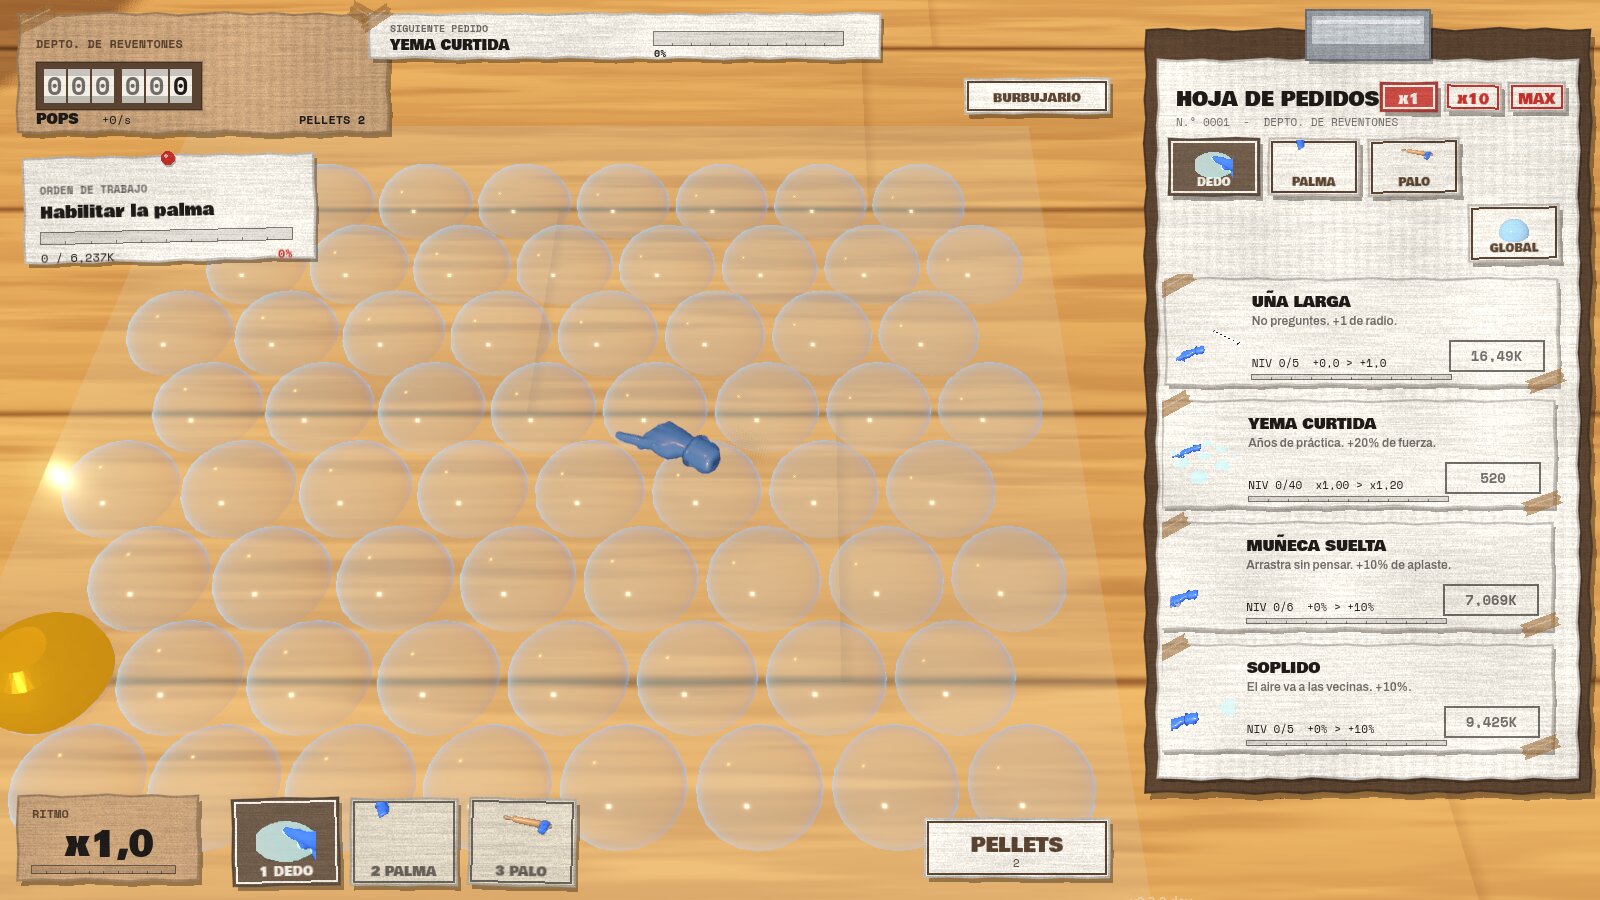 DEPTO. DE REVENTONES
000 000
POPS +0/s PELLETS 2
SIGUIENTE PEDIDO
YEMA CURTIDA
0%
BURBUJARIO
ORDEN DE TRABAJO
Habilitar la palma
0 / 6,237K 0%
HOJA DE PEDIDOS
x1 x10 MAX
N.° 0001 - DEPTO. DE REVENTONES
DEDO PALMA PALO
GLOBAL
UÑA LARGA
No preguntes. +1 de radio.
NIV 0/5 +0,0 > +1,0
16,49K
YEMA CURTIDA
Años de práctica. +20% de fuerza.
NIV 0/40 x1,00 > x1,20
520
MUÑECA SUELTA
Arrastra sin pensar. +10% de aplaste.
NIV 0/6 +0% > +10%
7,069K
SOPLIDO
El aire va a las vecinas. +10%.
NIV 0/5 +0% > +10%
9,425K
RITMO
x1,0
1 DEDO 2 PALMA 3 PALO
PELLETS
2